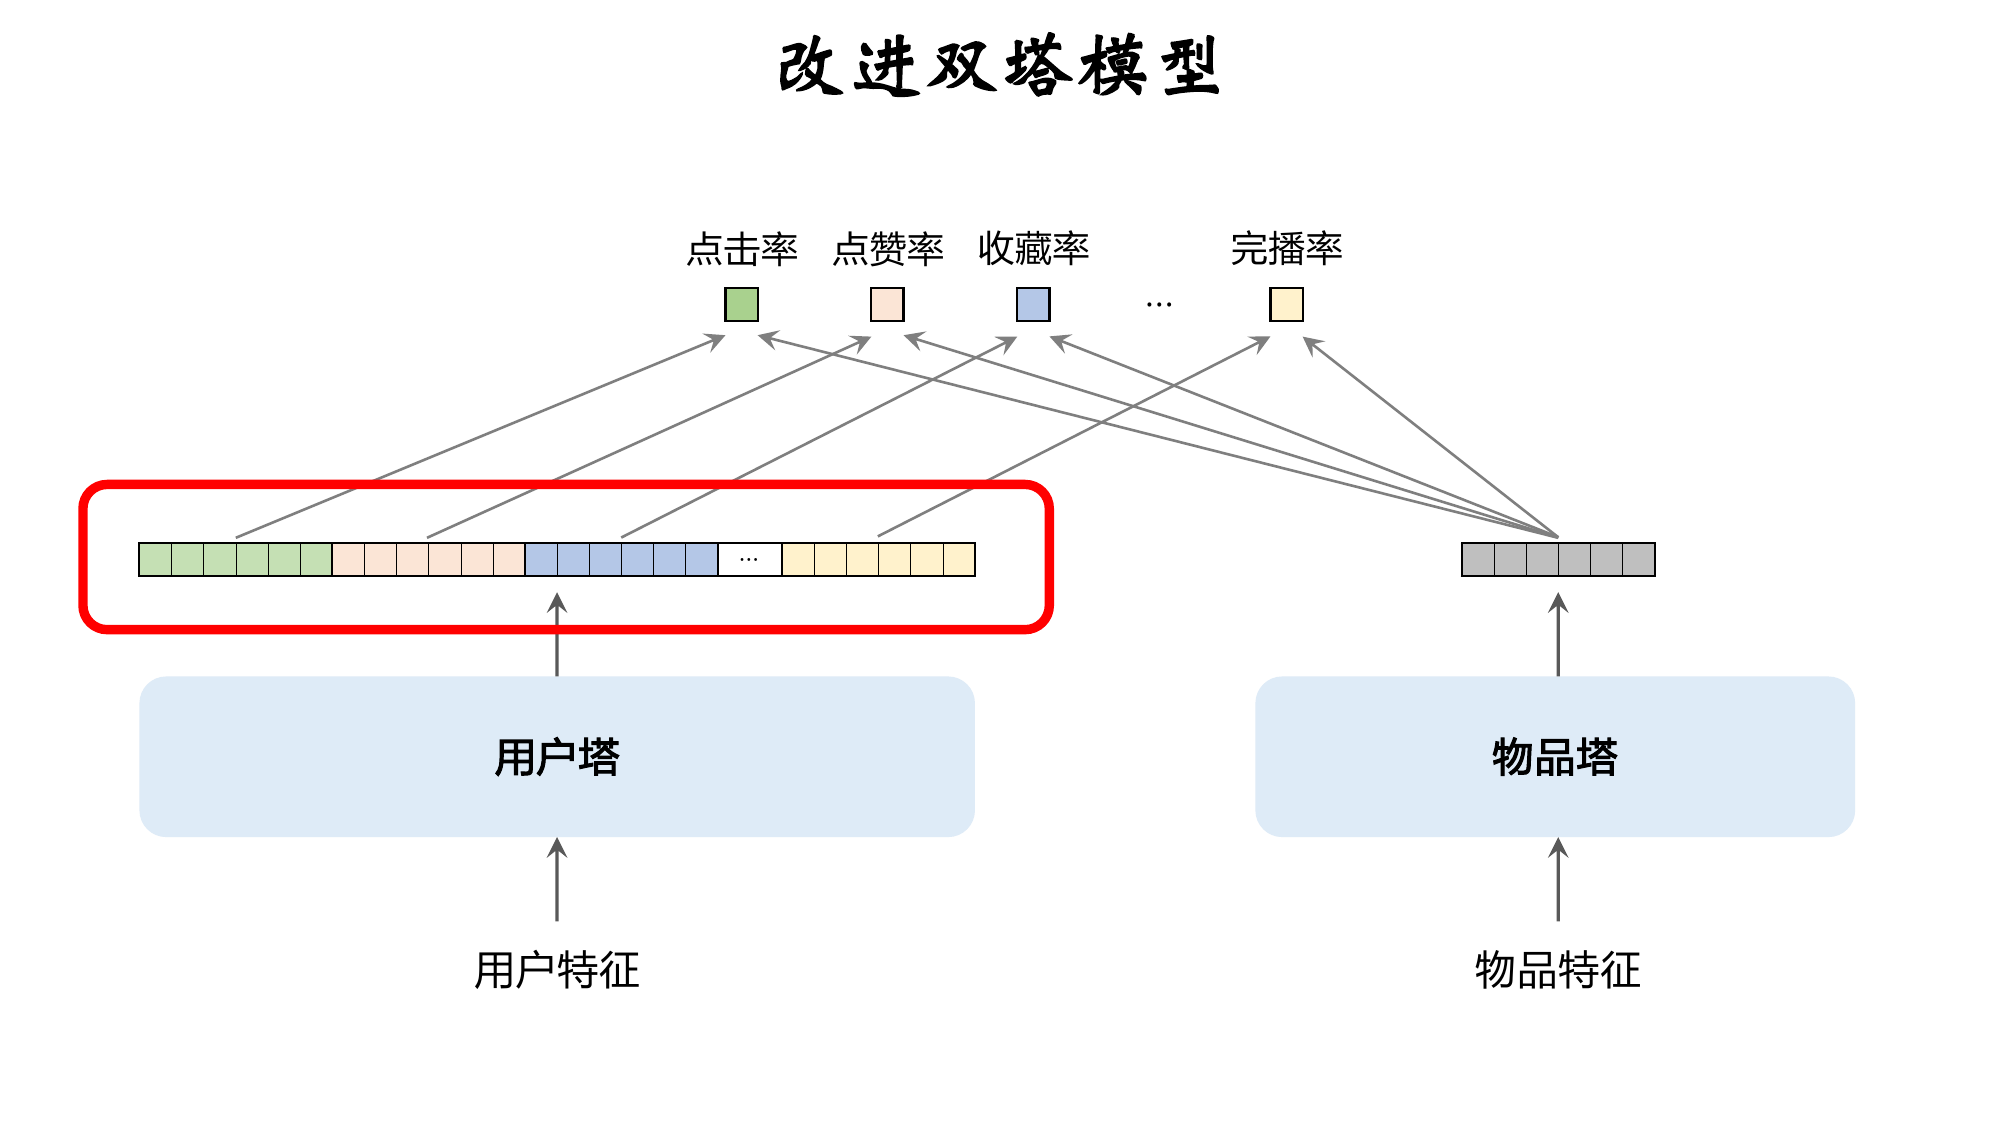 改进双塔模型
点击率 点赞率 收藏率 ... 完播率
...
用户塔 物品塔
用户特征 物品特征